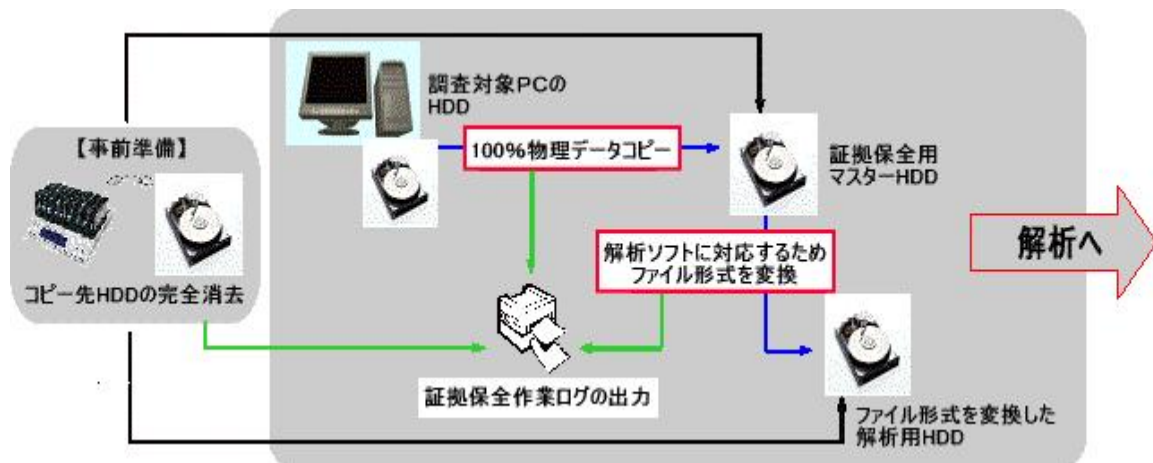 調査対象PCの
HDD
【事前準備】
100%物理データコピー
証拠保全用
マスターHDD
解析へ
解析ソフトに対応するため
ファイル形式を変換
コピー先HDDの完全消去
証拠保全作業ログの出力
ファイル形式を変換した
解析用HDD